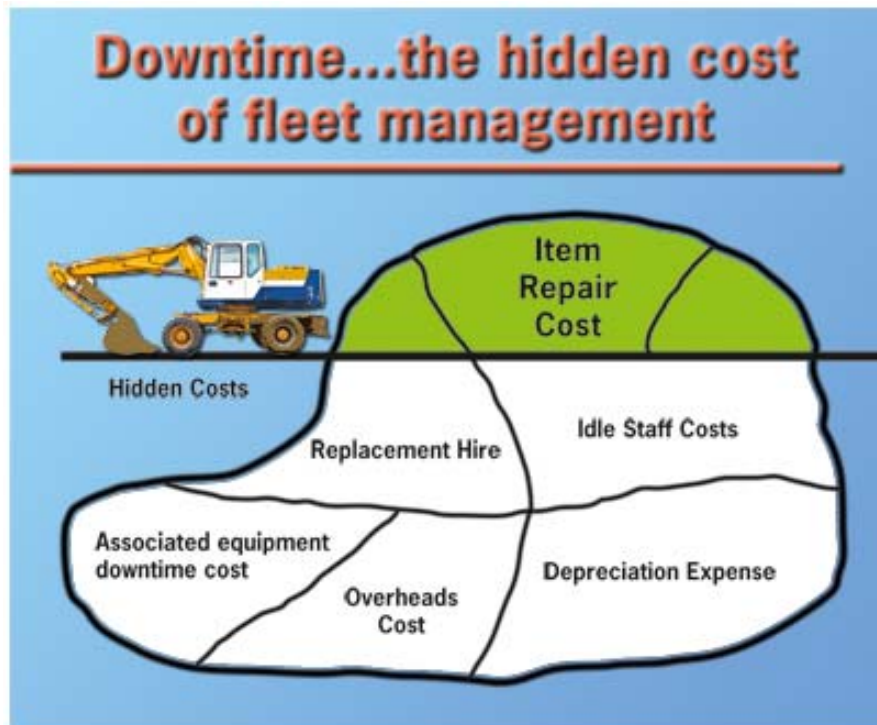 Downtime...the hidden cost
of fleet management
Item
Repair
Cost
Hidden Costs
Replacement Hire
Idle Staff Costs
Associated equipment
downtime cost
Overheads
Cost
Depreciation Expense